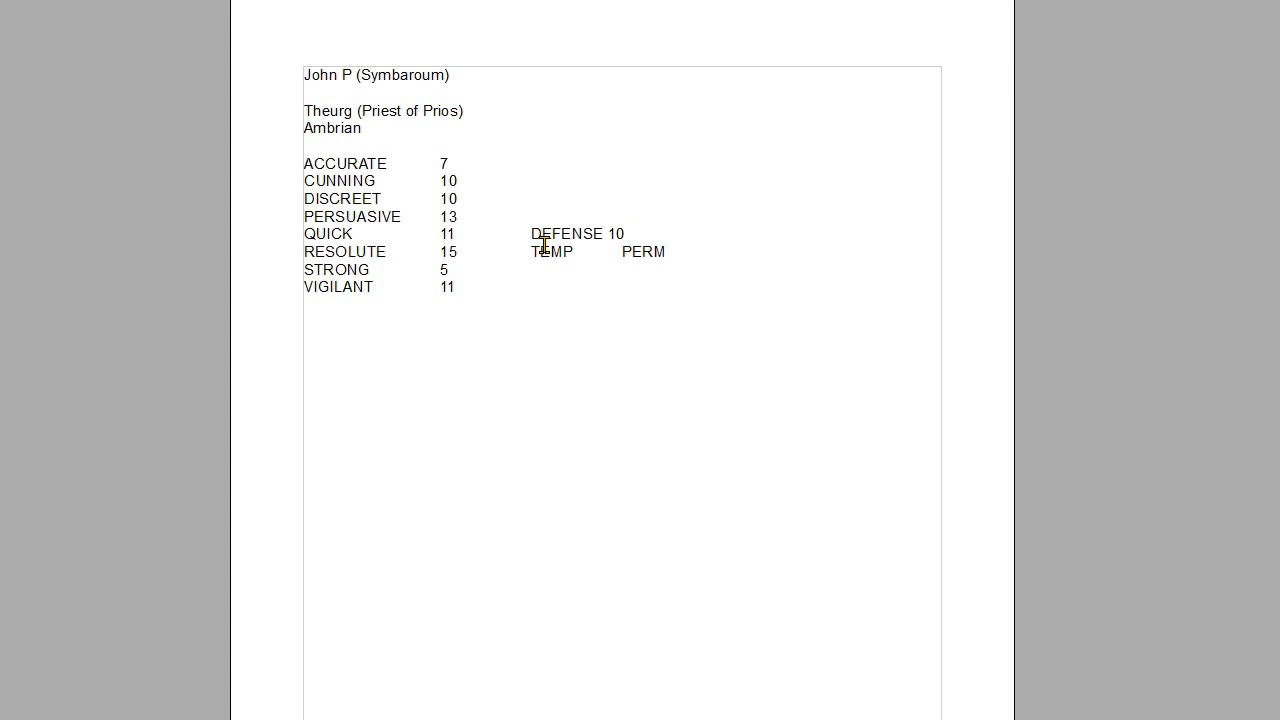 John P (Symbaroum)
Theurg (Priest of Prios)
Ambrian
ACCURATE 7
CUNNING 10
DISCREET 10
PERSUASIVE 13
QUICK 11 DEFENSE 10
RESOLUTE 15 TEMP PERM
STRONG 5
VIGILANT 11